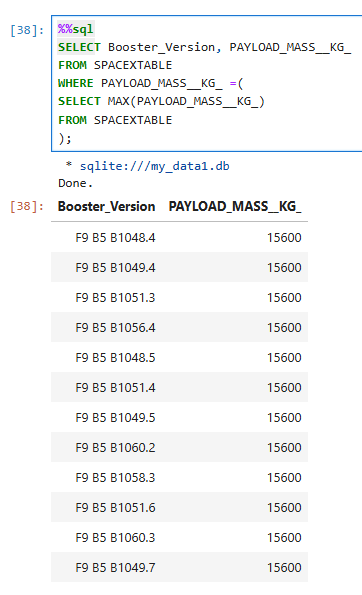 [38]: %%sql
SELECT Booster_Version, PAYLOAD_MASS__KG_
FROM SPACEXTABLE
WHERE PAYLOAD_MASS__KG_ =(
SELECT MAX(PAYLOAD_MASS__KG_)
FROM SPACEXTABLE
);
* sqlite:///my_data1.db
Done.
[38]: Booster_Version PAYLOAD_MASS__KG_
F9 B5 B1048.4 15600
F9 B5 B1049.4 15600
F9 B5 B1051.3 15600
F9 B5 B1056.4 15600
F9 B5 B1048.5 15600
F9 B5 B1051.4 15600
F9 B5 B1049.5 15600
F9 B5 B1060.2 15600
F9 B5 B1058.3 15600
F9 B5 B1051.6 15600
F9 B5 B1060.3 15600
F9 B5 B1049.7 15600